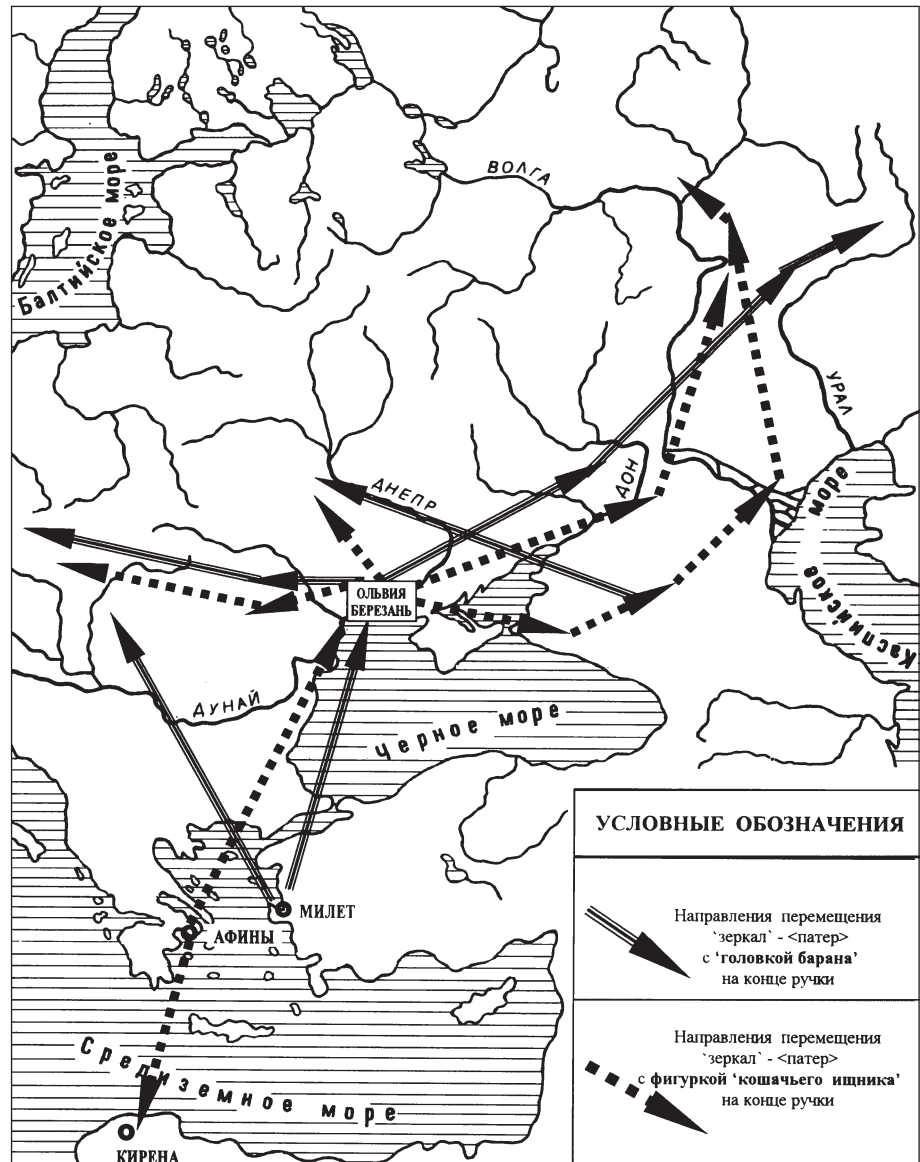 ВОЛГА
Балтийское море
УРАЛ
ДОН
ДНЕПР
море
Каспийское
ОЛЬВИЯ
БЕРЕЗАНЬ
ДУНАЙ
Черное море
МИЛЕТ
АФИНЫ
Средиземное море
КИРЕНА
УСЛОВНЫЕ ОБОЗНАЧЕНИЯ
Направления перемещения
`зеркал` - <патер>
с ‘головкой барана’
на конце ручки
Направления перемещения
`зеркал` - <патер>
с фигуркой ‘кошачьего ищника’
на конце ручки